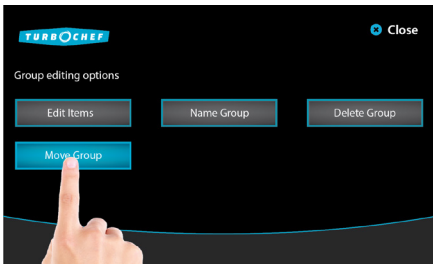 TURBOCHEF
Close
Group editing options
Edit Items
Name Group
Delete Group
Move Group